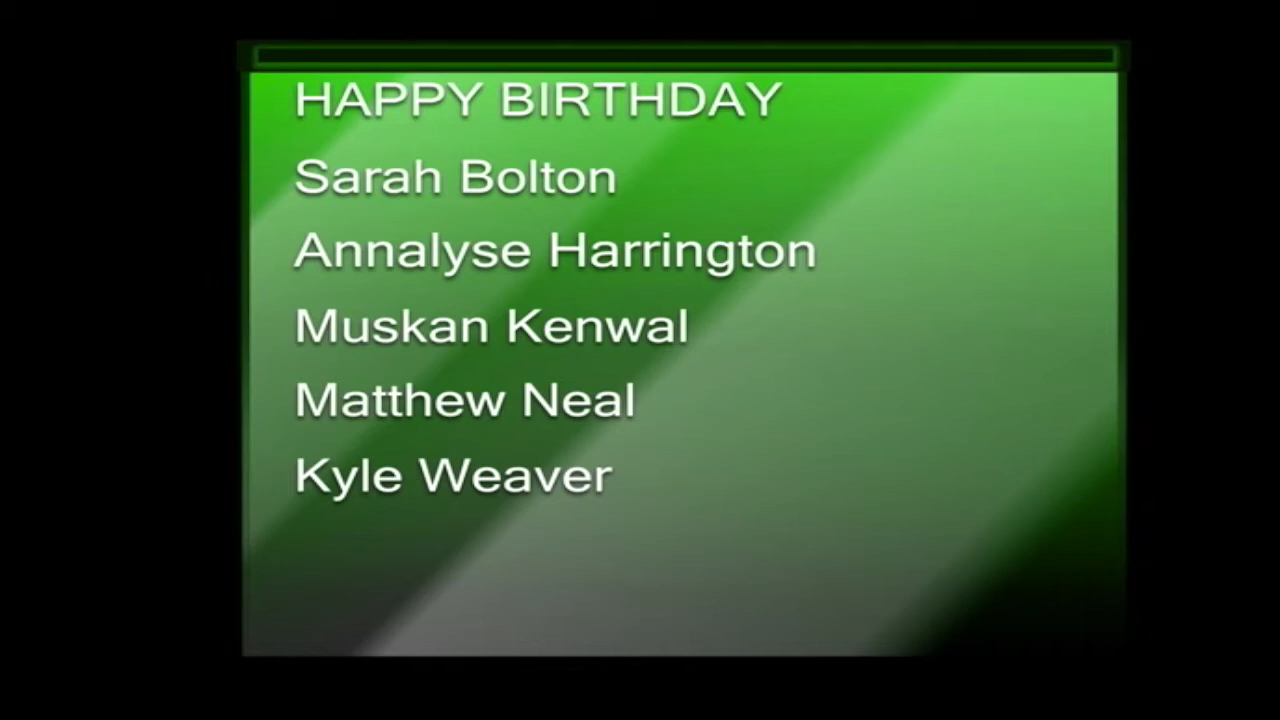 HAPPY BIRTHDAY
Sarah Bolton
Annalyse Harrington
Muskan Kenwal
Matthew Neal
Kyle Weaver